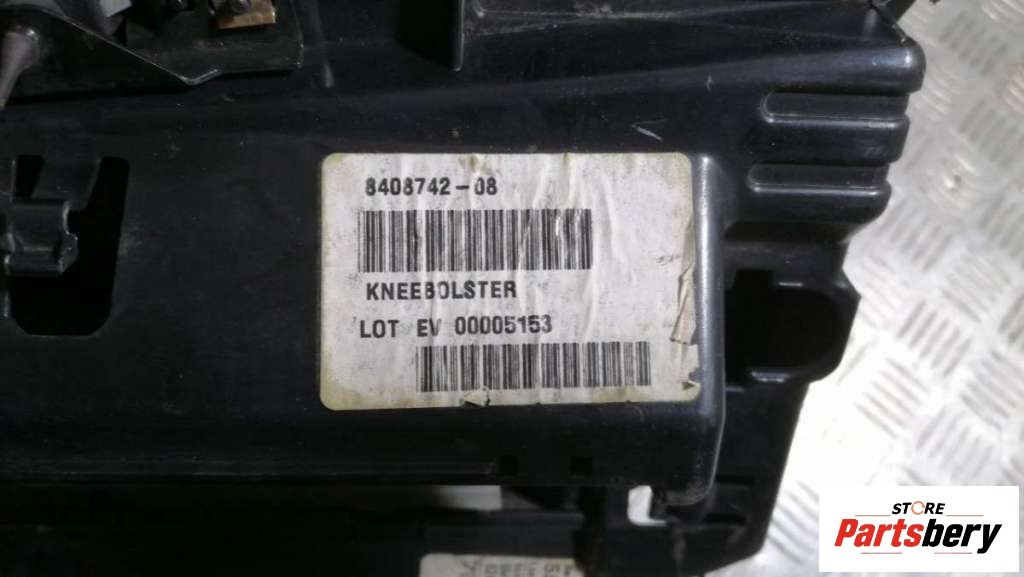 8408742-08
KNEEBOLSTER
LOT EV 00005153
STORE
Partsbery